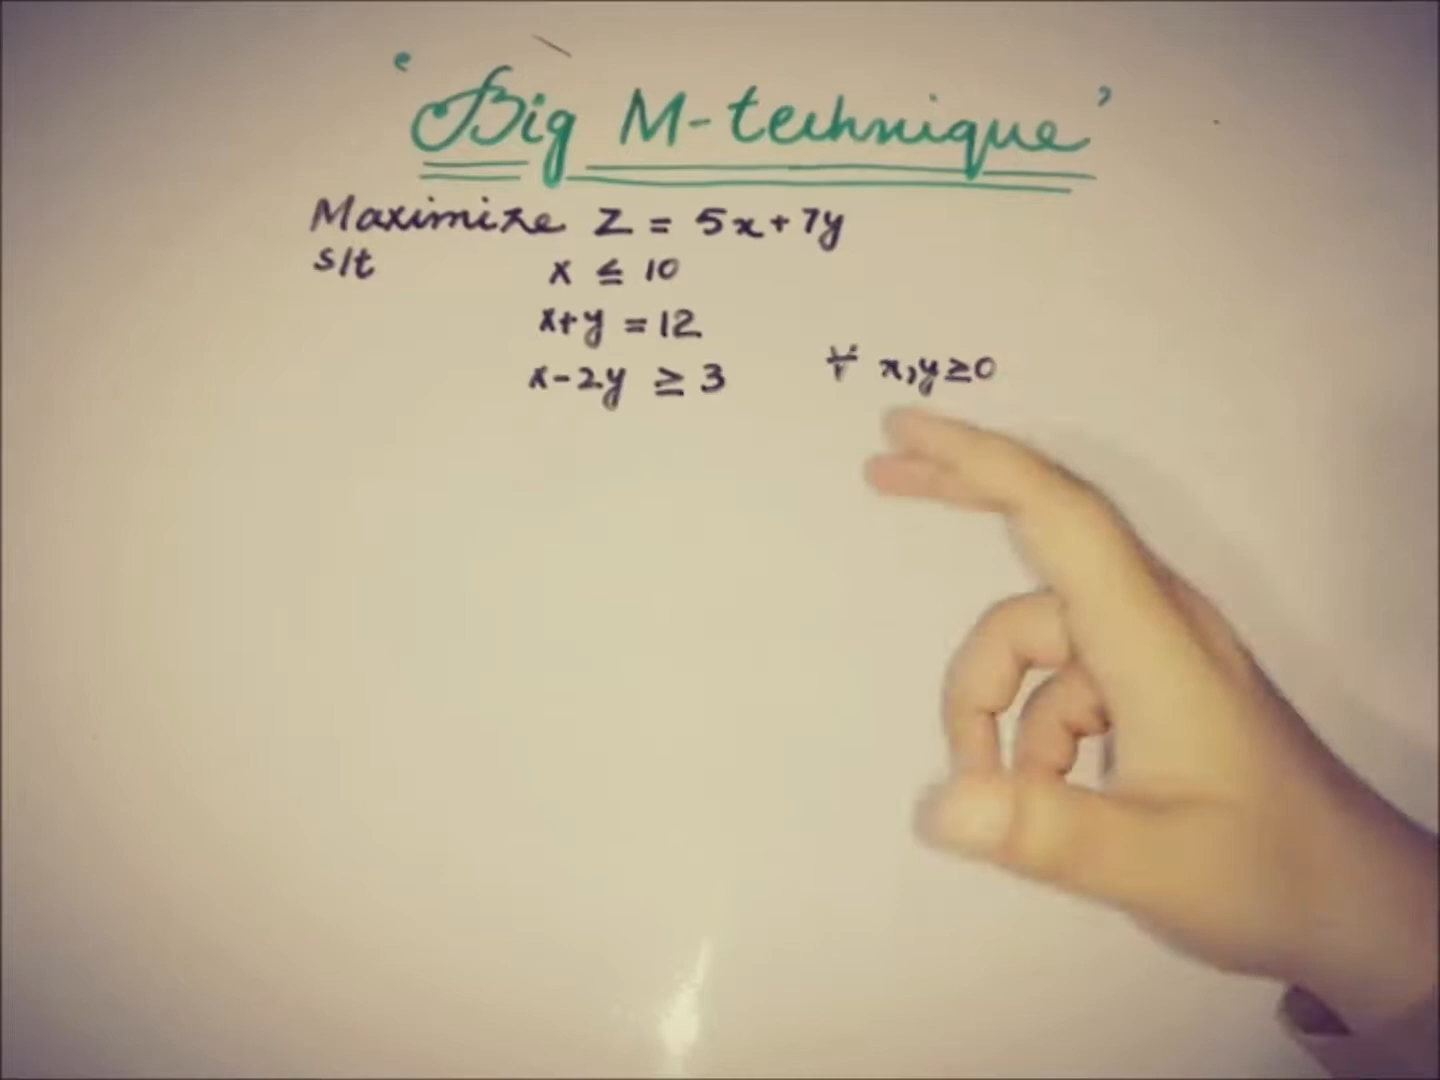 ‘Big M-technique’
Maximize Z = 5x+7y
s/t x ≤ 10
x+y = 12
x-2y ≥ 3 ∀ x,y≥0